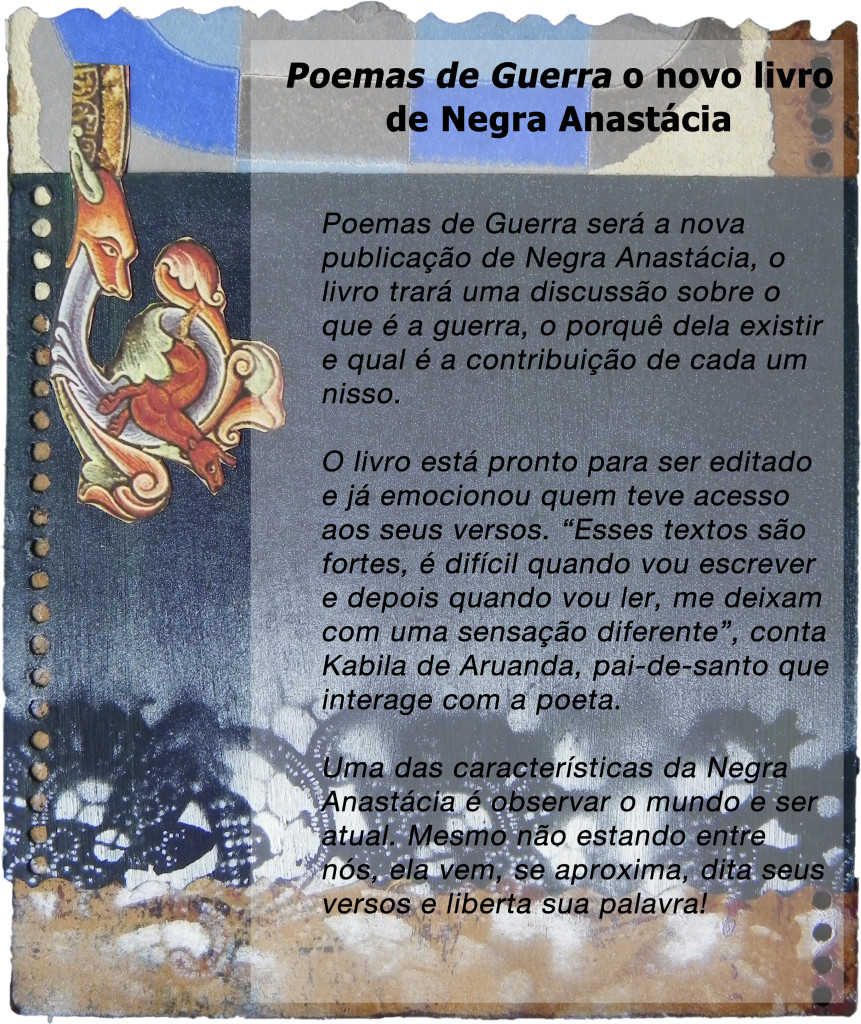 Poemas de Guerra o novo livro
de Negra Anastácia
Poemas de Guerra será a nova
publicação de Negra Anastácia, o
livro trará uma discussão sobre o
que é a guerra, o porquê dela existir
e qual é a contribuição de cada um
nisso.
O livro está pronto para ser editado
e já emocionou quem teve acesso
aos seus versos. “Esses textos são
fortes, é difícil quando vou escrever
e depois quando vou ler, me deixam
com uma sensação diferente”, conta
Kabila de Aruanda, pai-de-santo que
interage com a poeta.
Uma das características da Negra
Anastácia é observar o mundo e ser
atual. Mesmo não estando entre
nós, ela vem, se aproxima, dita seus
versos e liberta sua palavra!